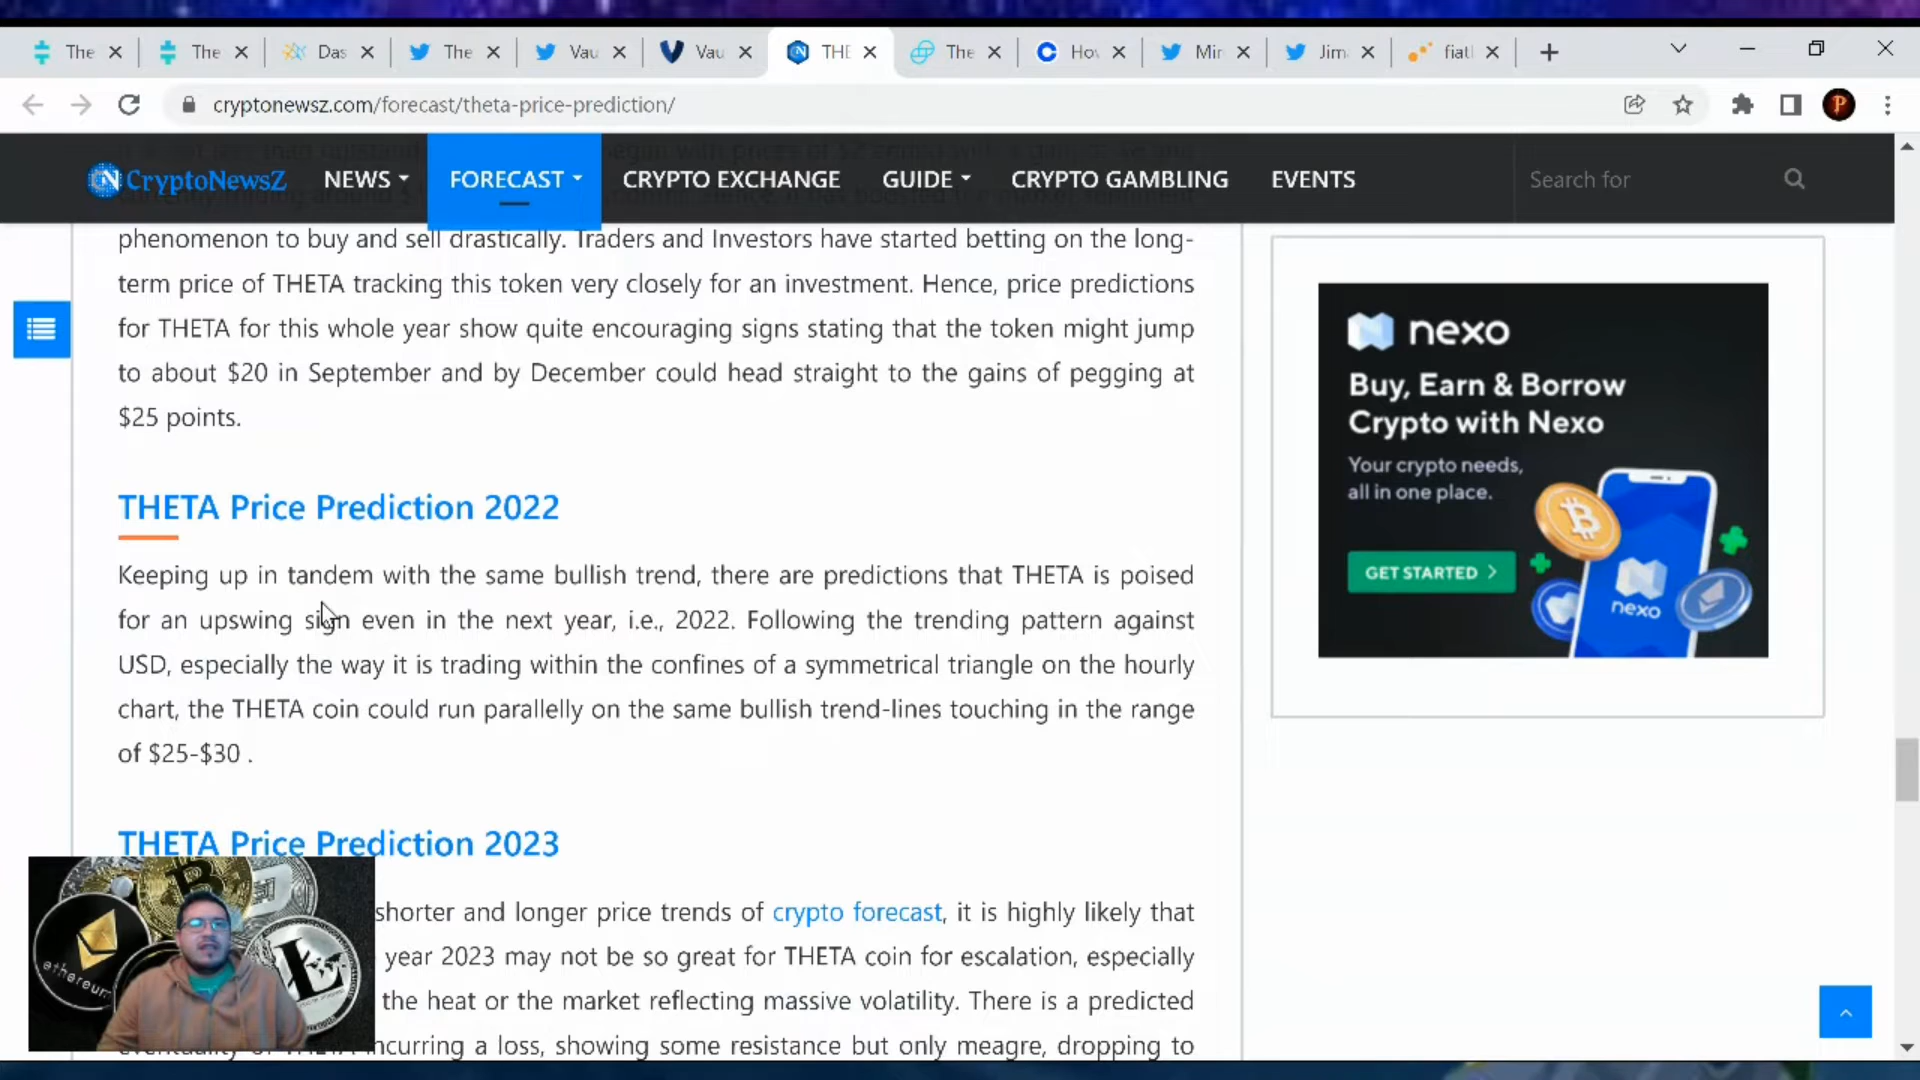 The
The
Das
The
Vau
Vau
THE
The
Hov
Min
Jim
fiatl
cryptonewsz.com/forecast/theta-price-prediction/
CryptoNewsZ
NEWS
FORECAST
CRYPTO EXCHANGE
GUIDE
CRYPTO GAMBLING
EVENTS
Search for
phenomenon to buy and sell drastically. Traders and Investors have started betting on the long-
term price of THETA tracking this token very closely for an investment. Hence, price predictions
for THETA for this whole year show quite encouraging signs stating that the token might jump
to about $20 in September and by December could head straight to the gains of pegging at
$25 points.
THETA Price Prediction 2022
Keeping up in tandem with the same bullish trend, there are predictions that THETA is poised
for an upswing sign even in the next year, i.e., 2022. Following the trending pattern against
USD, especially the way it is trading within the confines of a symmetrical triangle on the hourly
chart, the THETA coin could run parallelly on the same bullish trend-lines touching in the range
of $25-$30 .
THETA Price Prediction 2023
shorter and longer price trends of crypto forecast, it is highly likely that
year 2023 may not be so great for THETA coin for escalation, especially
the heat or the market reflecting massive volatility. There is a predicted
incurring a loss, showing some resistance but only meagre, dropping to
nexo
Buy, Earn & Borrow
Crypto with Nexo
Your crypto needs,
all in one place.
GET STARTED
nexo
ethereum